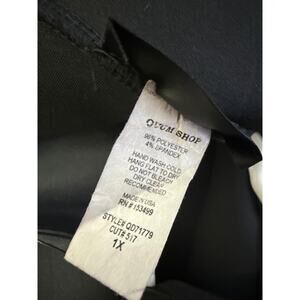 SHOP
96% POLYESTER
4% SPANDEX
HAND WASH COLD
HANG FLAT TO DRY
DO NOT BLEACH
DRY CLEAN
RECOMMENDED
MADE IN USA
RN # 153499
STYLE# QD71779
CUT# 517
1X